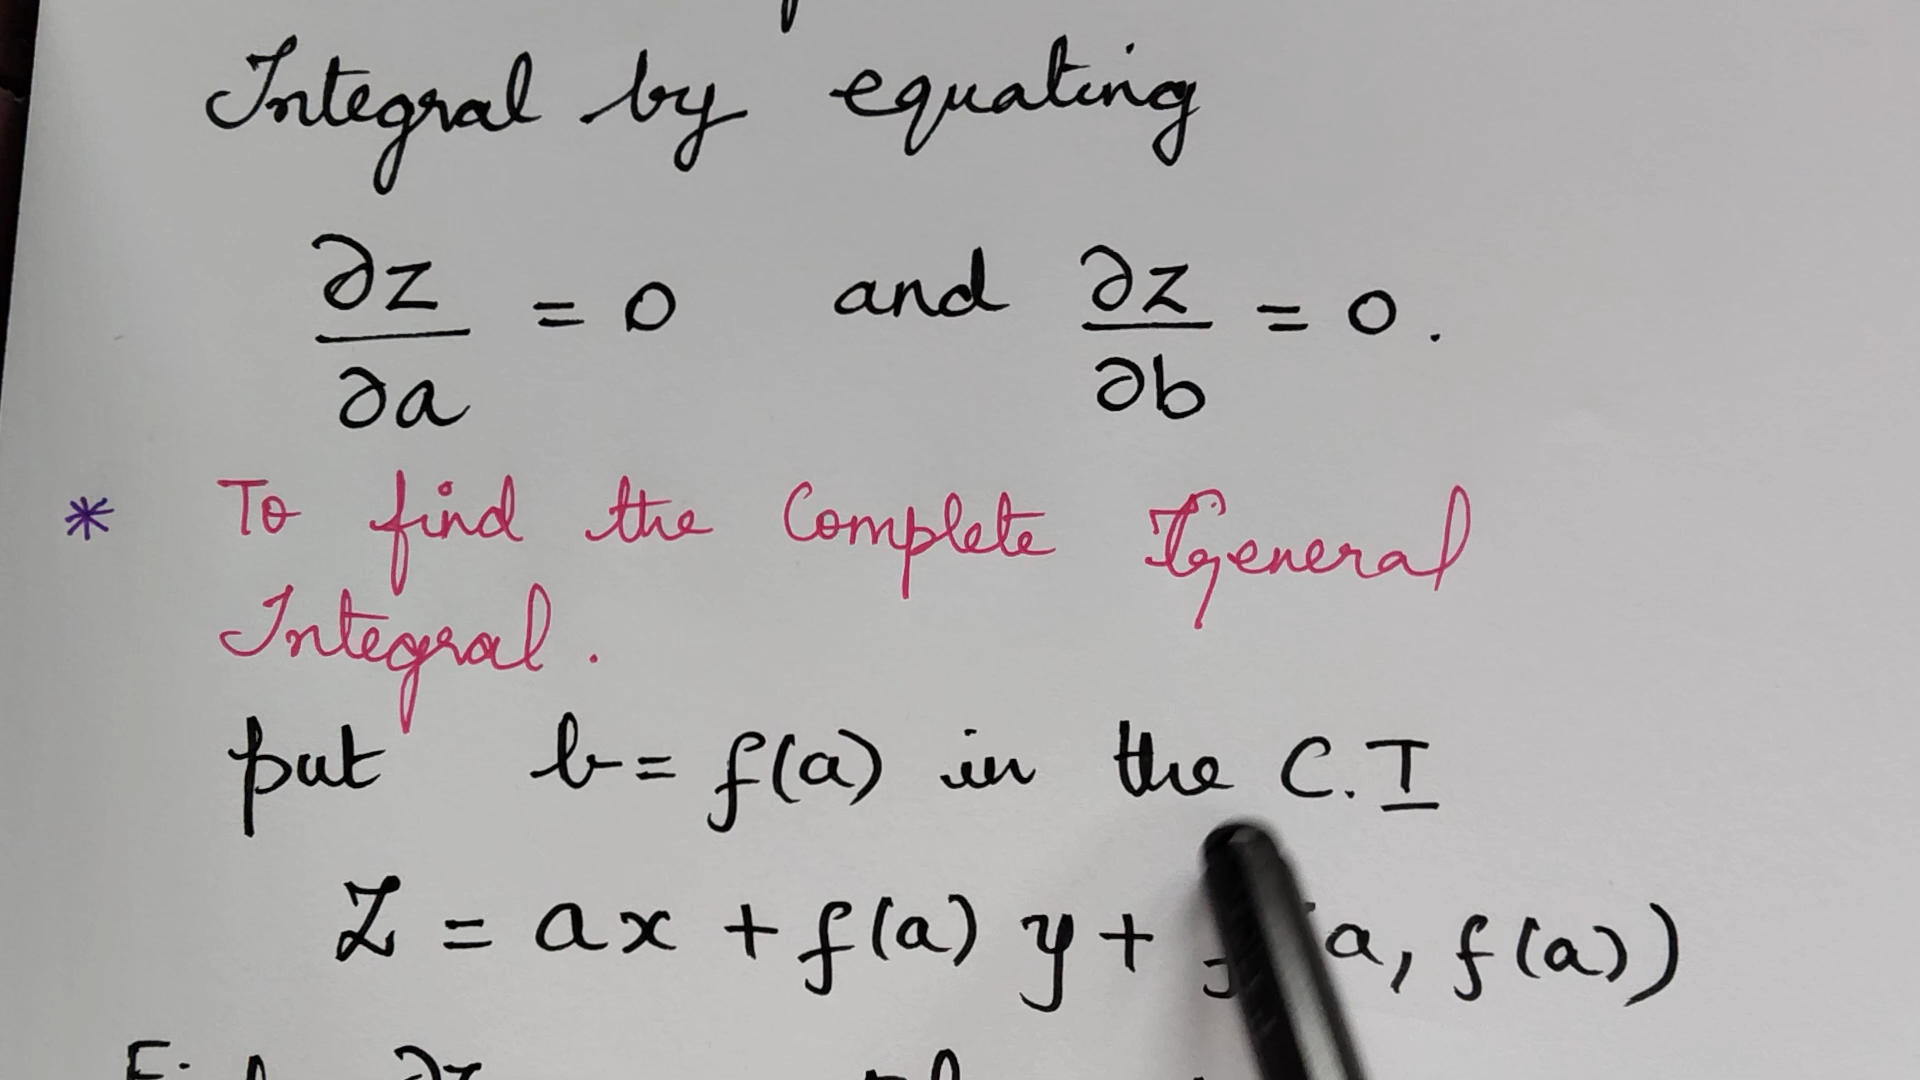 Integral by equating
∂z/∂a = 0 and ∂z/∂b = 0.
* To find the Complete General
Integral.
put b = f(a) in the C.I
Z = ax + f(a) y + a, f(a))